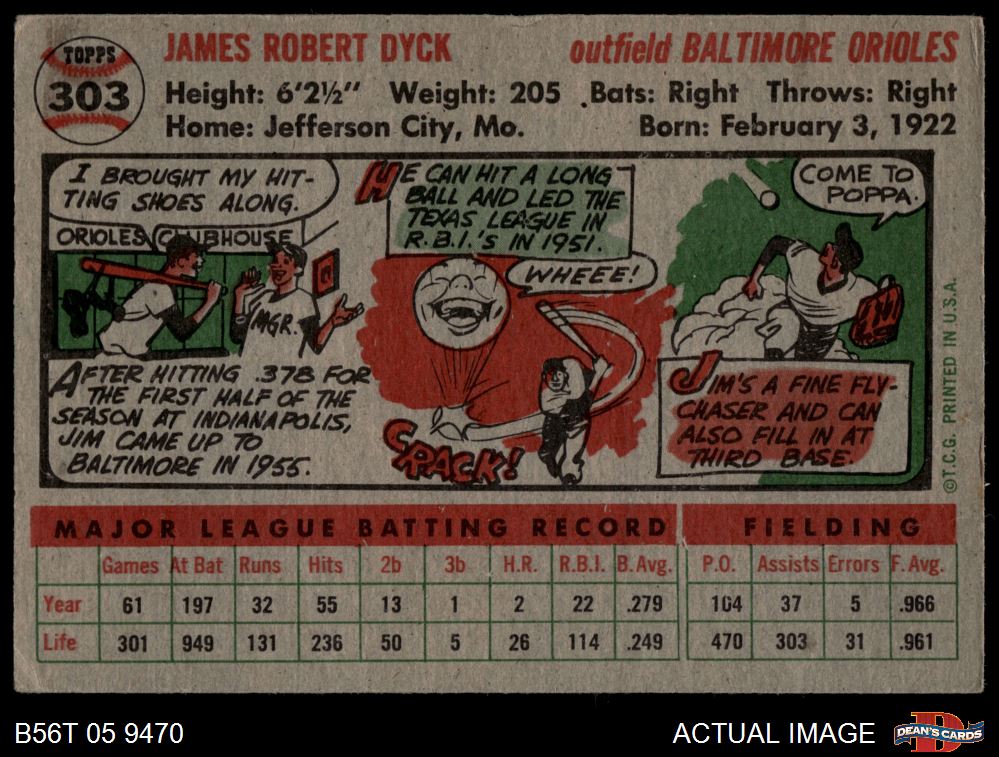 TOPPS
303
JAMES ROBERT DYCK
outfield BALTIMORE ORIOLES
Height: 6'2½" Weight: 205 Bats: Right Throws: Right
Home: Jefferson City, Mo.
Born: February 3, 1922
I BROUGHT MY HIT-
TING SHOES ALONG.
ORIOLES CLUBHOUSE
MGR.
AFTER HITTING .378 FOR
THE FIRST HALF OF THE
SEASON AT INDIANAPOLIS,
JIM CAME UP TO
BALTIMORE IN 1955.
HE CAN HIT A LONG
BALL AND LED THE
TEXAS LEAGUE IN
R.B.I.'S IN 1951.
WHEEE!
CRACK!
COME TO
POPPA.
JIM'S A FINE FLY-
CHASER AND CAN
ALSO FILL IN AT
THIRD BASE.
©T.C.G. PRINTED IN U.S.A.
MAJOR LEAGUE BATTING RECORD FIELDING
Games At Bat Runs Hits 2b 3b H.R. R.B.I. B. Avg. P.O. Assists Errors F. Avg.
Year 61 197 32 55 13 1 2 22 .279 104 37 5 .966
Life 301 949 131 236 50 5 26 114 .249 470 303 31 .961
B56T 05 9470
ACTUAL IMAGE
D
DEAN'S CARDS